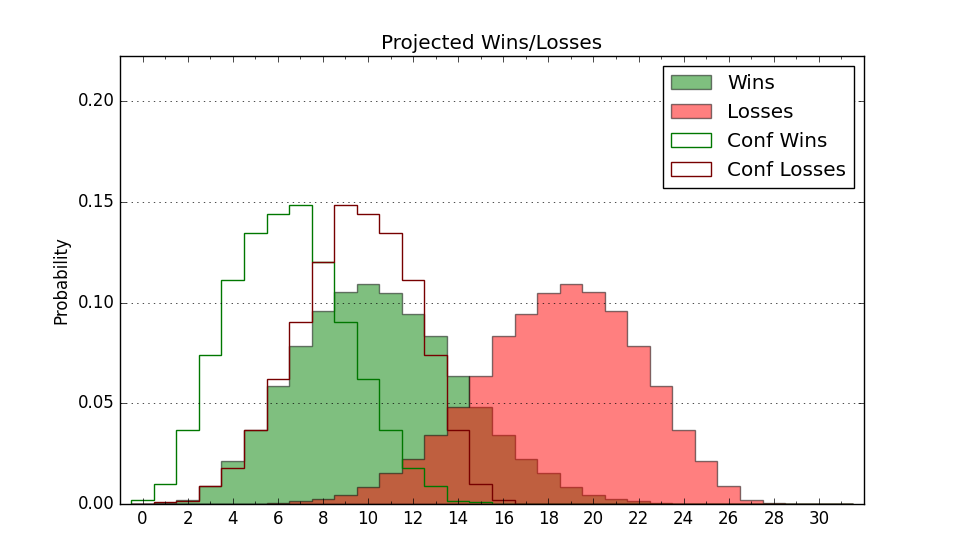 Projected Wins/Losses
Wins
Losses
Conf Wins
Conf Losses
Probability
0.20
0.15
0.10
0.05
0.00
0 2 4 6 8 10 12 14 16 18 20 22 24 26 28 30